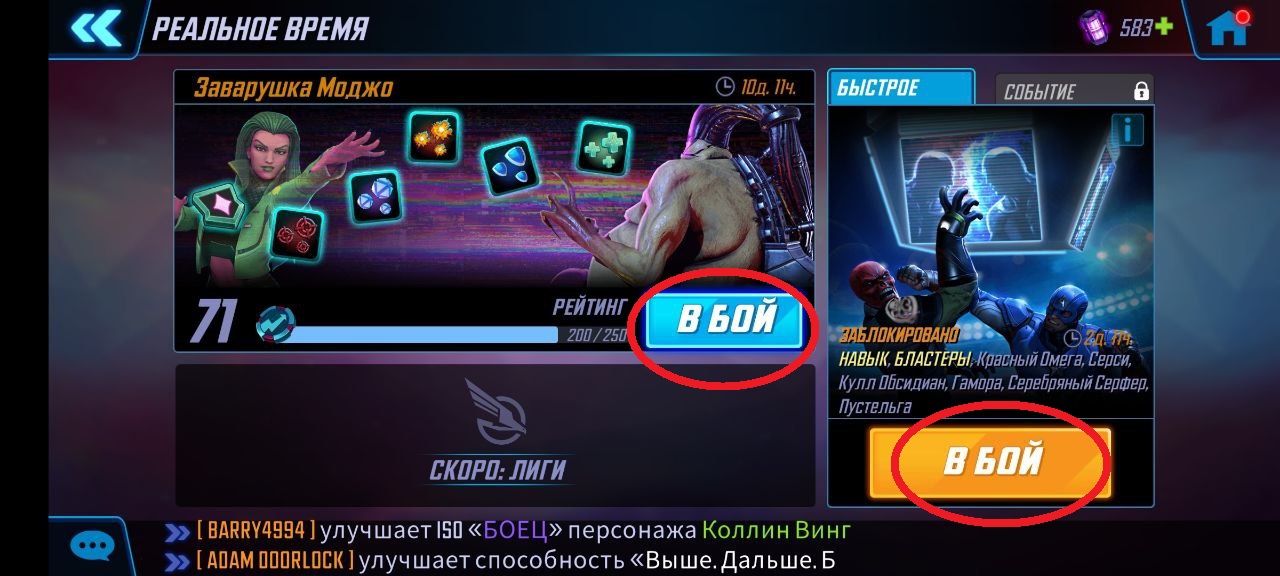 РЕАЛЬНОЕ ВРЕМЯ
583
Заварушка Моджо
10д. 11ч.
71
РЕЙТИНГ
200 / 250
В БОЙ
СКОРО: ЛИГИ
БЫСТРОЕ
СОБЫТИЕ
i
ЗАБЛОКИРОВАНО
2д. 11ч.
НАВЫК, БЛАСТЕРЫ, Красный Омега, Серси,
Кулл Обсидиан, Гамора, Серебряный Серфер,
Пустельга
В БОЙ
[ BARRY4994 ] улучшает ISO «БОЕЦ» персонажа Коллин Винг
[ ADAM DOORLOCK ] улучшает способность «Выше. Дальше. Б